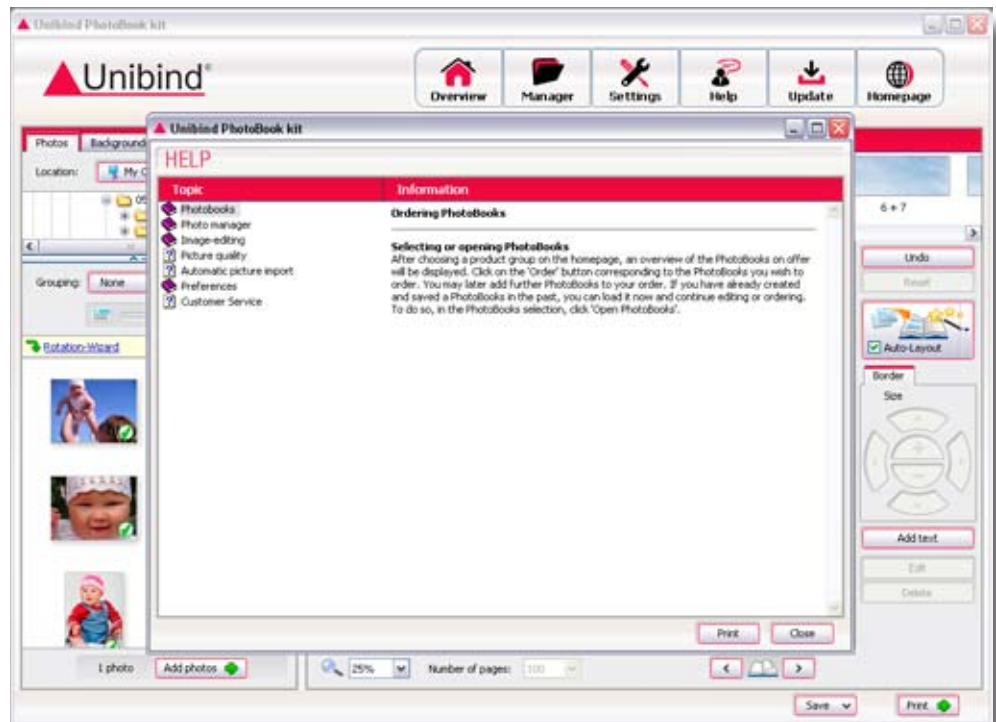 Unibind PhotoBook kit
Unibind®
Overview
Manager
Settings
Help
Update
Homepage
Photos
Background
Location:
My C
05
Grouping:
None
Rotation-Wizard
1 photo
Add photos
Unibind PhotoBook kit
HELP
Topic
Photobooks
Photo manager
Image-editing
Picture quality
Automatic picture import
Preferences
Customer Service
Information
Ordering PhotoBooks
Selecting or opening PhotoBooks
After choosing a product group on the homepage, an overview of the PhotoBooks on offer
will be displayed. Click on the 'Order' button corresponding to the PhotoBooks you wish to
order. You may later add further PhotoBooks to your order. If you have already created
and saved a PhotoBooks in the past, you can load it now and continue editing or ordering.
To do so, in the PhotoBooks selection, click 'Open PhotoBooks'.
Print
Close
6 + 7
Undo
Reset
Auto-Layout
Border
Size
Add text
Edit
Delete
25%
Number of pages:
100
Save
Print